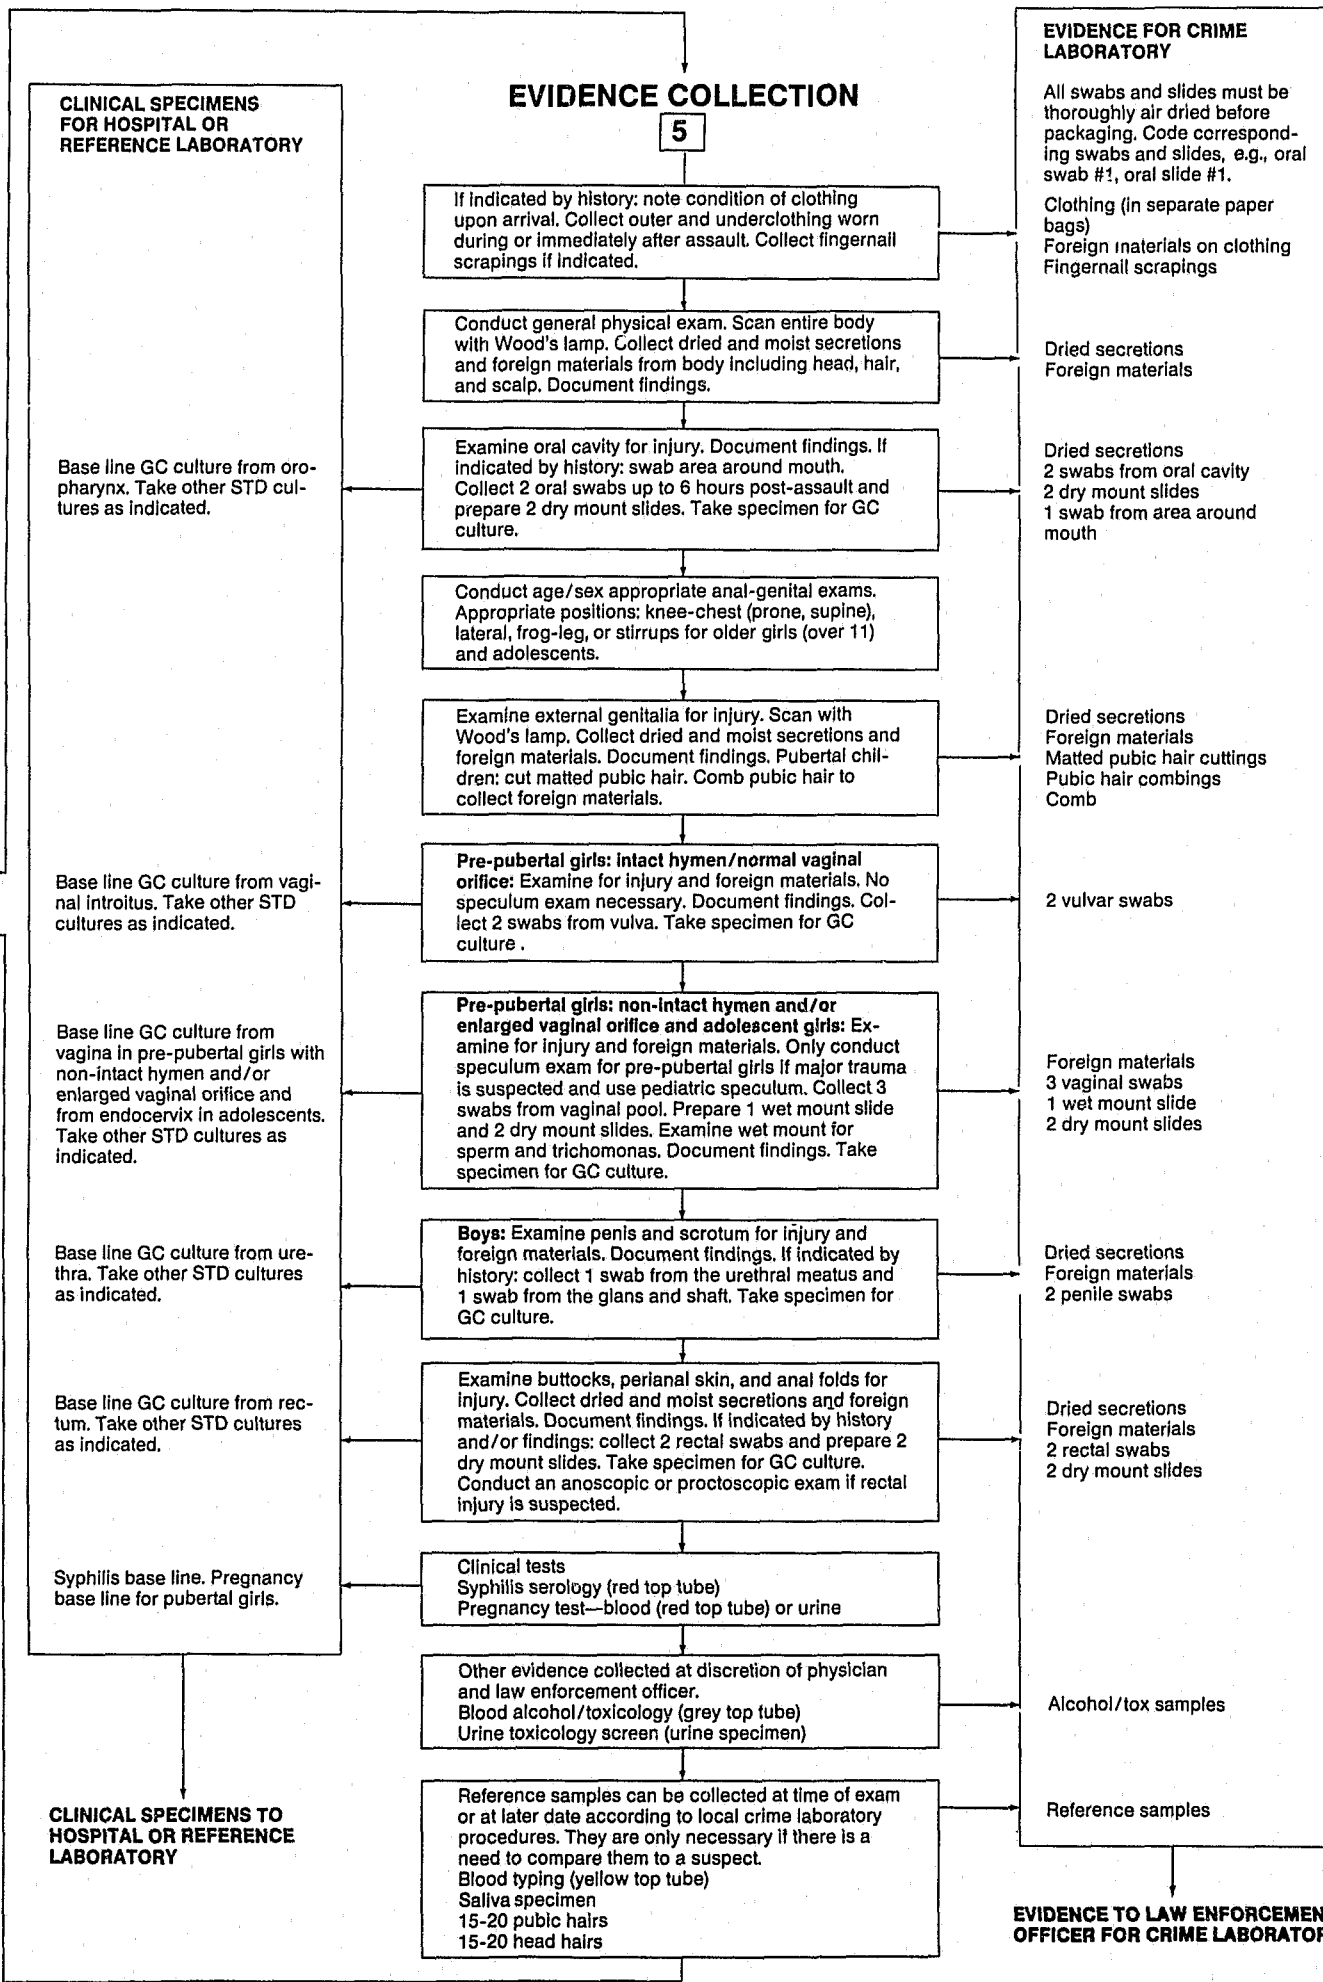 EVIDENCE COLLECTION
5
CLINICAL SPECIMENS
FOR HOSPITAL OR
REFERENCE LABORATORY
Base line GC culture from oro-
pharynx. Take other STD cul-
tures as indicated.
Base line GC culture from vagi-
nal introitus. Take other STD
cultures as indicated.
Base line GC culture from
vagina in pre-pubertal girls with
non-intact hymen and/or
enlarged vaginal orifice and
from endocervix in adolescents.
Take other STD cultures as
indicated.
Base line GC culture from ure-
thra. Take other STD cultures
as indicated.
Base line GC culture from rec-
tum. Take other STD cultures
as indicated.
Syphilis base line. Pregnancy
base line for pubertal girls.
CLINICAL SPECIMENS TO
HOSPITAL OR REFERENCE
LABORATORY
If indicated by history: note condition of clothing
upon arrival. Collect outer and underclothing worn
during or immediately after assault. Collect fingernail
scrapings if indicated.
Conduct general physical exam. Scan entire body
with Wood's lamp. Collect dried and moist secretions
and foreign materials from body including head, hair,
and scalp. Document findings.
Examine oral cavity for injury. Document findings. If
indicated by history: swab area around mouth.
Collect 2 oral swabs up to 6 hours post-assault and
prepare 2 dry mount slides. Take specimen for GC
culture.
Conduct age/sex appropriate anal-genital exams.
Appropriate positions: knee-chest (prone, supine),
lateral, frog-leg, or stirrups for older girls (over 11)
and adolescents.
Examine external genitalia for injury. Scan with
Wood's lamp. Collect dried and moist secretions and
foreign materials. Document findings. Pubertal chil-
dren: cut matted pubic hair. Comb pubic hair to
collect foreign materials.
Pre-pubertal girls: intact hymen/normal vaginal
orifice: Examine for injury and foreign materials. No
speculum exam necessary. Document findings. Col-
lect 2 swabs from vulva. Take specimen for GC
culture .
Pre-pubertal girls: non-intact hymen and/or
enlarged vaginal orifice and adolescent girls: Ex-
amine for injury and foreign materials. Only conduct
speculum exam for pre-pubertal girls if major trauma
is suspected and use pediatric speculum. Collect 3
swabs from vaginal pool. Prepare 1 wet mount slide
and 2 dry mount slides. Examine wet mount for
sperm and trichomonas. Document findings. Take
specimen for GC culture.
Boys: Examine penis and scrotum for injury and
foreign materials. Document findings. If indicated by
history: collect 1 swab from the urethral meatus and
1 swab from the glans and shaft. Take specimen for
GC culture.
Examine buttocks, perianal skin, and anal folds for
injury. Collect dried and moist secretions and foreign
materials. Document findings. If indicated by history
and/or findings: collect 2 rectal swabs and prepare 2
dry mount slides. Take specimen for GC culture.
Conduct an anoscopic or proctoscopic exam if rectal
injury is suspected.
Clinical tests
Syphilis serology (red top tube)
Pregnancy test—blood (red top tube) or urine
Other evidence collected at discretion of physician
and law enforcement officer.
Blood alcohol/toxicology (grey top tube)
Urine toxicology screen (urine specimen)
Reference samples can be collected at time of exam
or at later date according to local crime laboratory
procedures. They are only necessary if there is a
need to compare them to a suspect.
Blood typing (yellow top tube)
Saliva specimen
15-20 pubic hairs
15-20 head hairs
EVIDENCE FOR CRIME
LABORATORY
All swabs and slides must be
thoroughly air dried before
packaging. Code correspond-
ing swabs and slides, e.g., oral
swab #1, oral slide #1.
Clothing (in separate paper
bags)
Foreign materials on clothing
Fingernail scrapings
Dried secretions
Foreign materials
Dried secretions
2 swabs from oral cavity
2 dry mount slides
1 swab from area around
mouth
Dried secretions
Foreign materials
Matted pubic hair cuttings
Pubic hair combings
Comb
2 vulvar swabs
Foreign materials
3 vaginal swabs
1 wet mount slide
2 dry mount slides
Dried secretions
Foreign materials
2 penile swabs
Dried secretions
Foreign materials
2 rectal swabs
2 dry mount slides
Alcohol/tox samples
Reference samples
EVIDENCE TO LAW ENFORCEMEN
OFFICER FOR CRIME LABORATOR